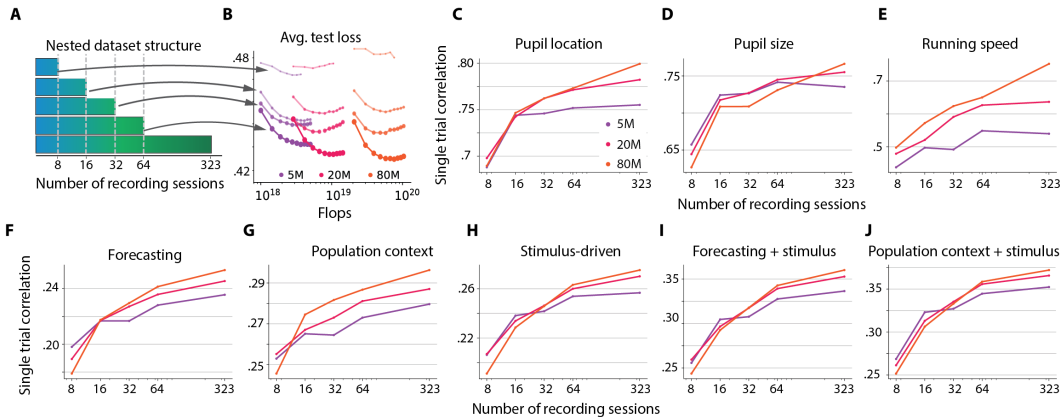 A
Nested dataset structure
8
16
32
64
323
Number of recording sessions
B
Avg. test loss
.48
.42
5M
20M
80M
10^18
10^19
10^20
Flops
C
Pupil location
Single trial correlation
.80
.75
.7
5M
20M
80M
8
16
32
64
323
D
Pupil size
.75
.65
8
16
32
64
323
Number of recording sessions
E
Running speed
.7
.5
8
16
32
64
323
F
Forecasting
Single trial correlation
.24
.20
8
16
32
64
323
G
Population context
.29
.27
.25
8
16
32
64
323
H
Stimulus-driven
.26
.22
8
16
32
64
323
Number of recording sessions
I
Forecasting + stimulus
.35
.30
.25
8
16
32
64
323
J
Population context + stimulus
.35
.30
.25
8
16
32
64
323